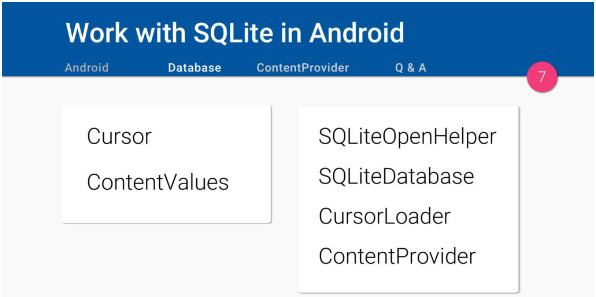 Work with SQLite in Android
Android Database ContentProvider Q & A
7
Cursor
ContentValues
SQLiteOpenHelper
SQLiteDatabase
CursorLoader
ContentProvider